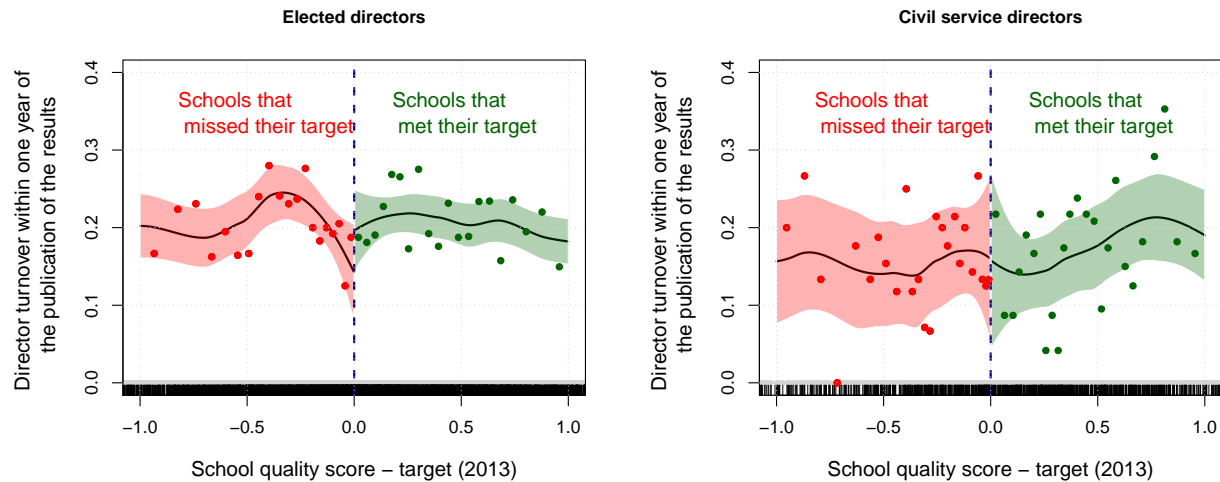 Elected directors
Director turnover within one year of
the publication of the results
0.4
0.3
0.2
0.1
0.0
Schools that
missed their target
Schools that
met their target
−1.0
−0.5
0.0
0.5
1.0
School quality score − target (2013)
Civil service directors
Director turnover within one year of
the publication of the results
0.4
0.3
0.2
0.1
0.0
Schools that
missed their target
Schools that
met their target
−1.0
−0.5
0.0
0.5
1.0
School quality score − target (2013)